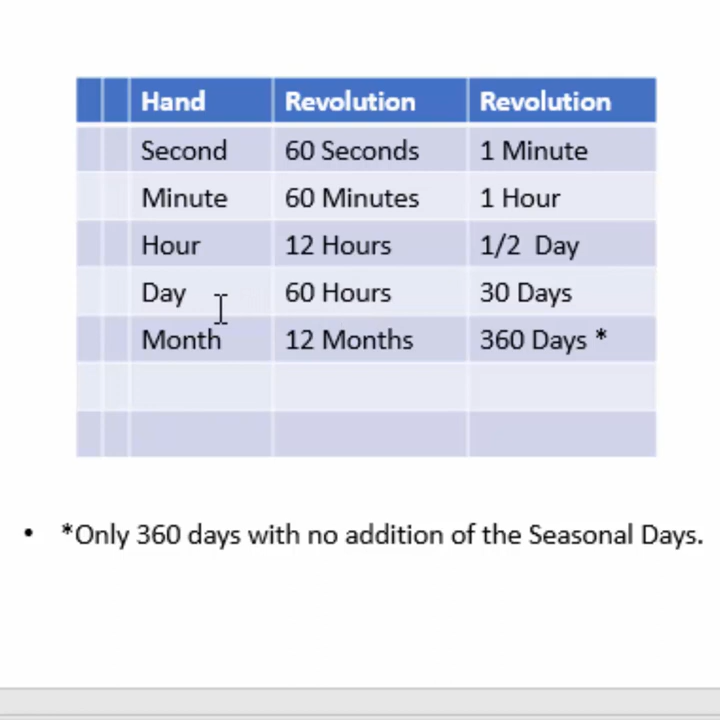 Hand Revolution Revolution
Second 60 Seconds 1 Minute
Minute 60 Minutes 1 Hour
Hour 12 Hours 1/2 Day
Day 60 Hours 30 Days
Month 12 Months 360 Days *
• *Only 360 days with no addition of the Seasonal Days.